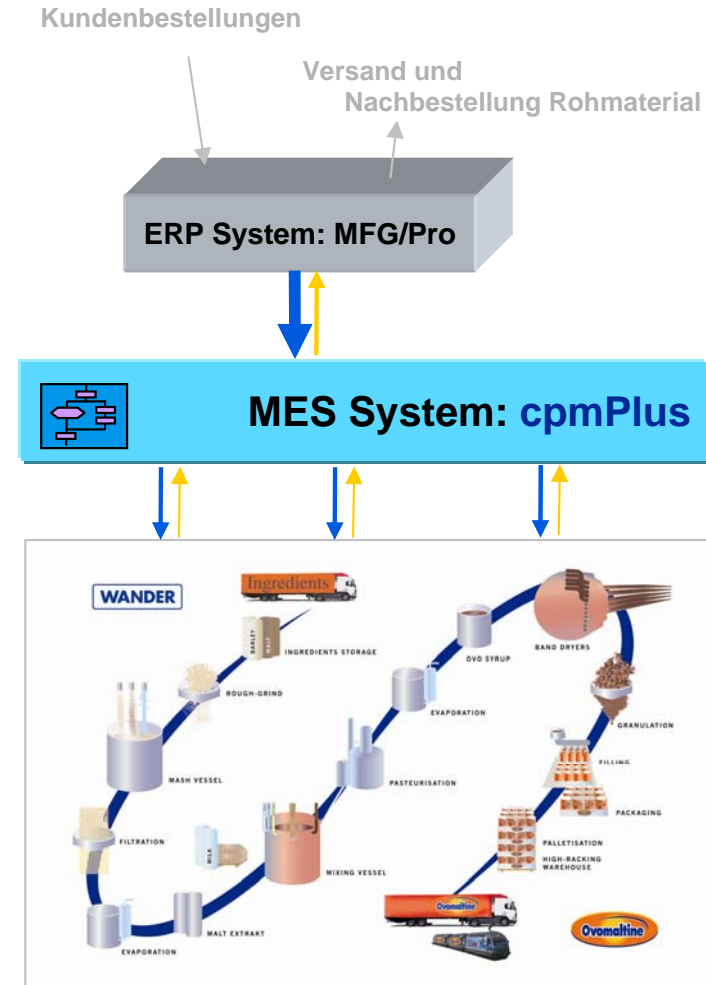 Kundenbestellungen
Versand und
Nachbestellung Rohmaterial
ERP System: MFG/Pro
MES System: cpmPlus
WANDER
Ingredients
BARLEY
MALT
INGREDIENTS STORAGE
ROUGH-GRIND
MASH VESSEL
FILTRATION
EVAPORATION
MALT EXTRAKT
MILK
MIXING VESSEL
PASTEURISATION
EVAPORATION
OVO SYRUP
BAND DRYERS
GRANULATION
FILLING
PACKAGING
PALLETISATION
HIGH-RACKING
WAREHOUSE
Ovomaltine
Ovomaltine